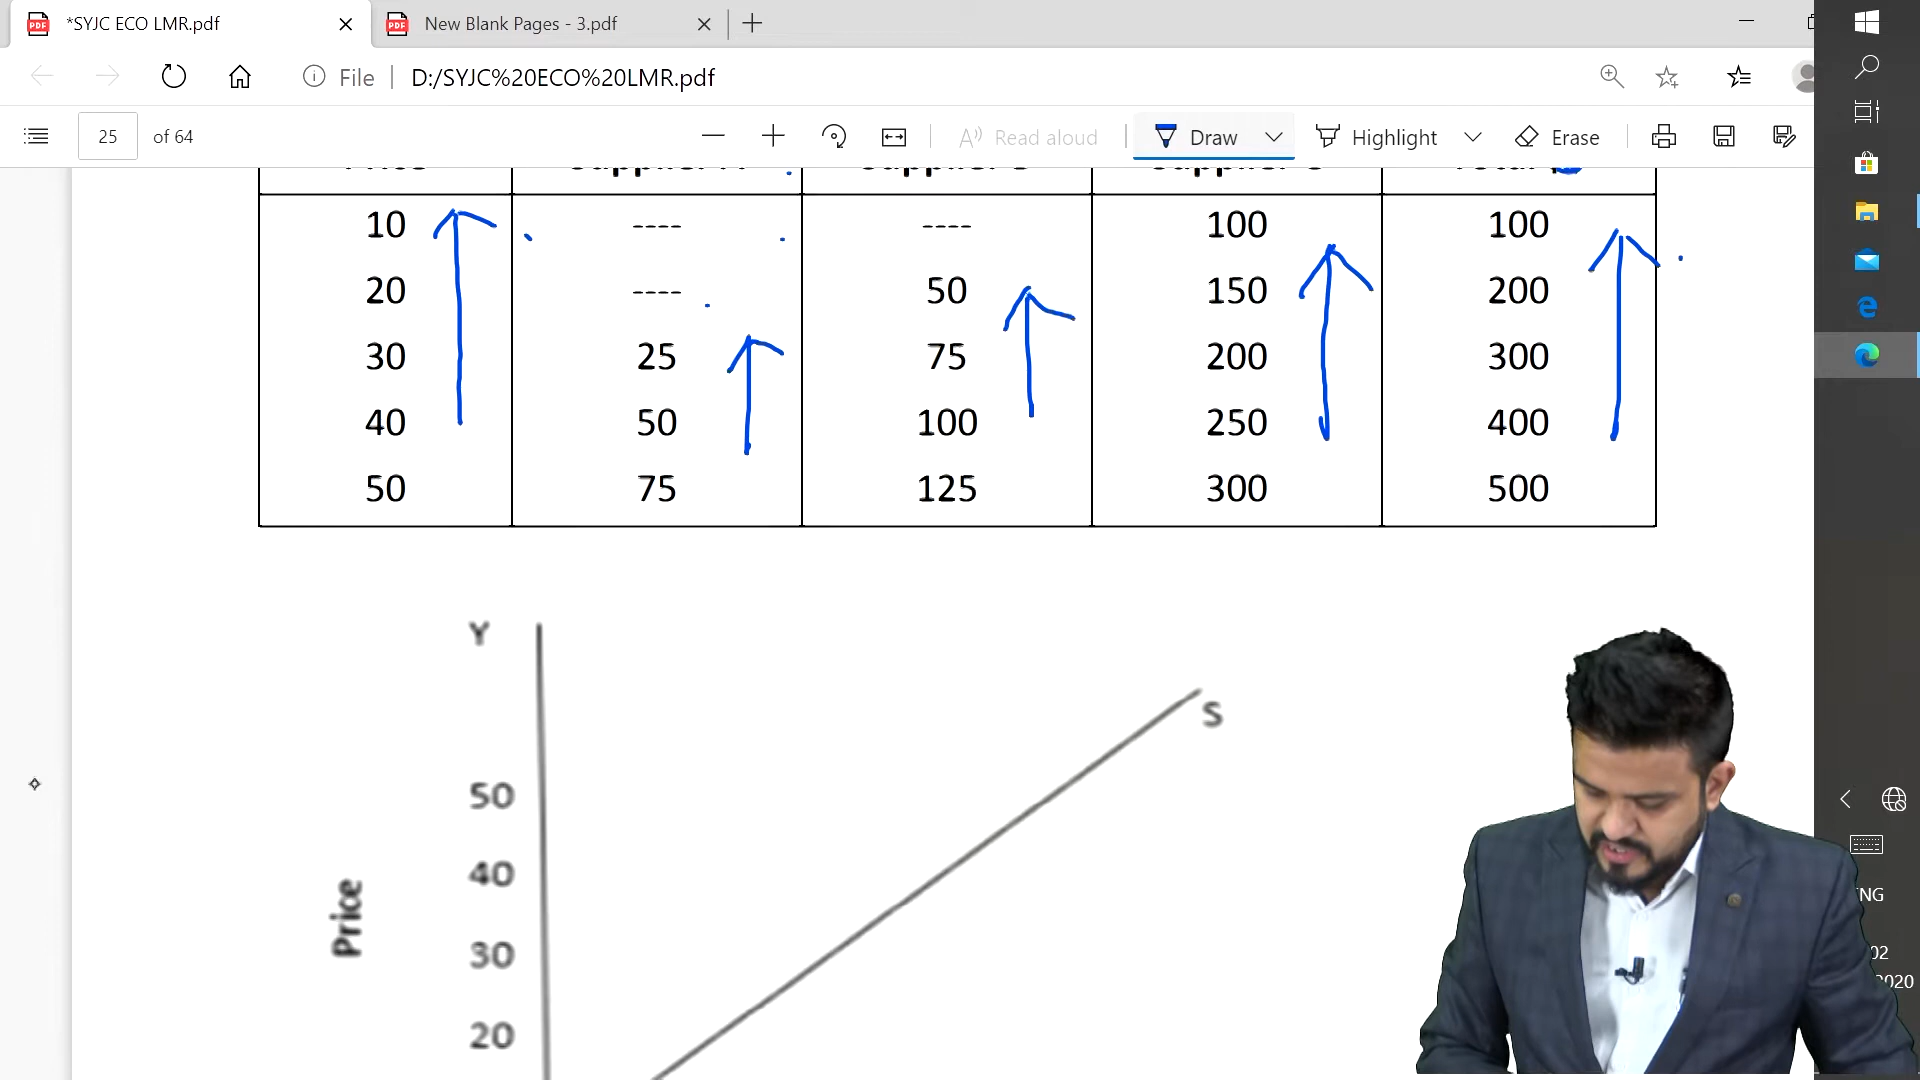 *SYJC ECO LMR.pdf
New Blank Pages - 3.pdf
File
D:/SYJC%20ECO%20LMR.pdf
25 of 64
Read aloud
Draw
Highlight
Erase
10 ---- ---- 100 100
20 ---- 50 150 200
30 25 75 200 300
40 50 100 250 400
50 75 125 300 500
Y
S
50
40
Price
30
20
NG
02
2020